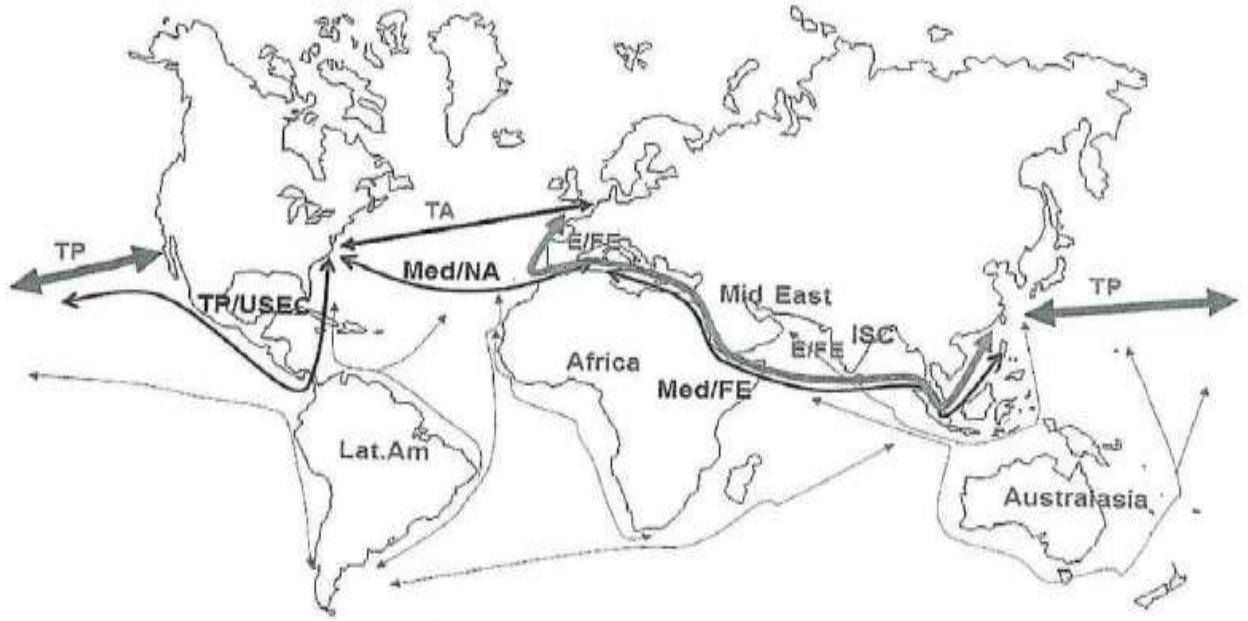 TA
E/FE
TP
Med/NA
TP/USEC
Mid East
TP
ISC
E/FE
Africa
Med/FE
Lat.Am
Australasia